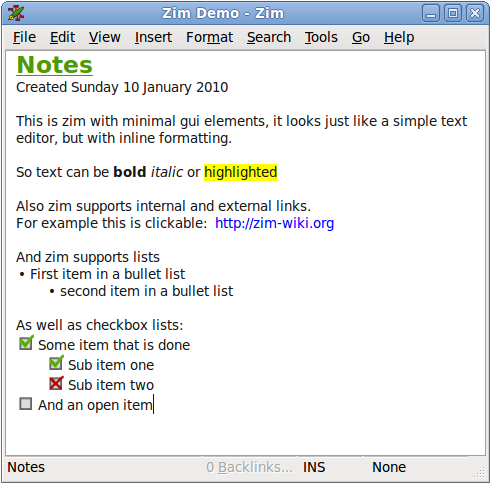 Zim Demo - Zim
File Edit View Insert Format Search Tools Go Help
Notes
Created Sunday 10 January 2010
This is zim with minimal gui elements, it looks just like a simple text
editor, but with inline formatting.
So text can be bold italic or highlighted
Also zim supports internal and external links.
For example this is clickable: http://zim-wiki.org
And zim supports lists
• First item in a bullet list
• second item in a bullet list
As well as checkbox lists:
Some item that is done
Sub item one
Sub item two
And an open item
Notes 0 Backlinks... INS None